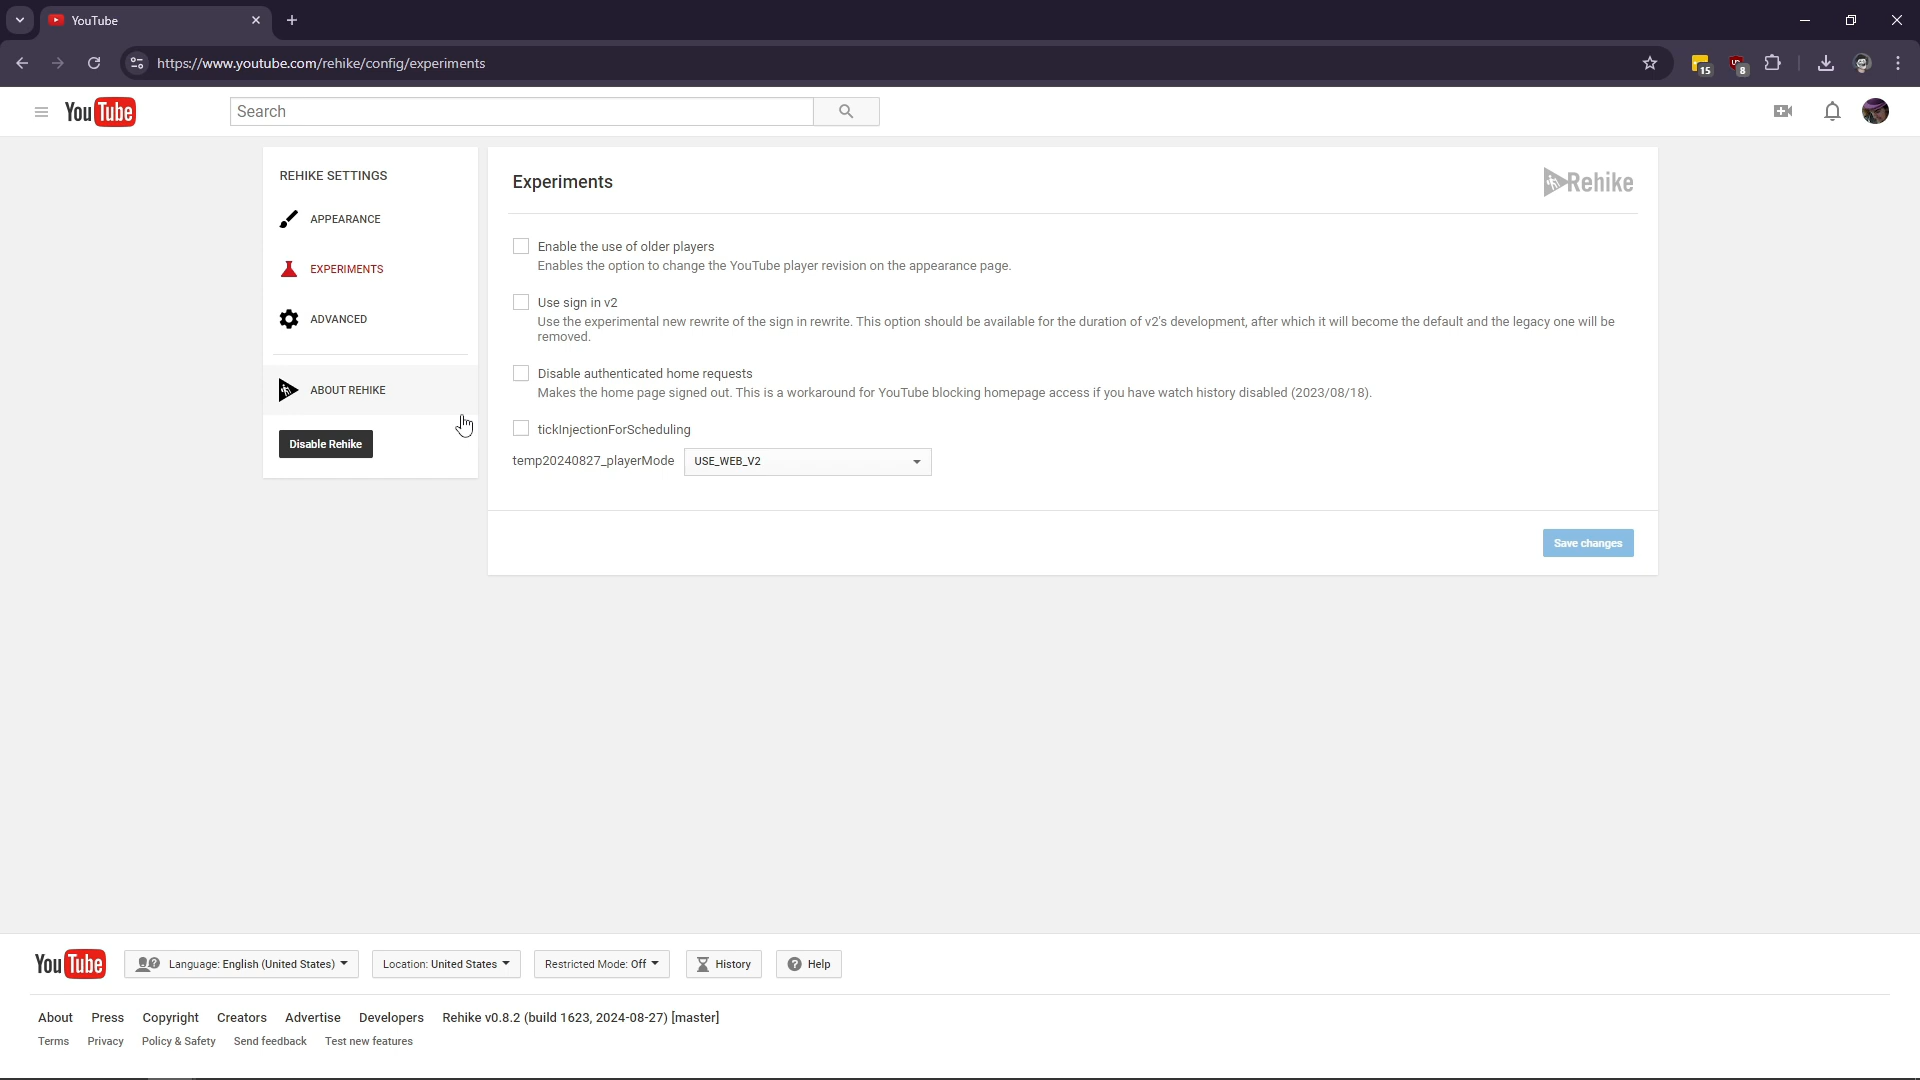 YouTube
https://www.youtube.com/rehike/config/experiments
15
8
YouTube
Search
REHIKE SETTINGS
APPEARANCE
EXPERIMENTS
ADVANCED
ABOUT REHIKE
Disable Rehike
Experiments
Rehike
Enable the use of older players
Enables the option to change the YouTube player revision on the appearance page.
Use sign in v2
Use the experimental new rewrite of the sign in rewrite. This option should be available for the duration of v2's development, after which it will become the default and the legacy one will be
removed.
Disable authenticated home requests
Makes the home page signed out. This is a workaround for YouTube blocking homepage access if you have watch history disabled (2023/08/18).
tickInjectionForScheduling
temp20240827_playerMode USE_WEB_V2
Save changes
YouTube Language: English (United States) Location: United States Restricted Mode: Off History Help
About Press Copyright Creators Advertise Developers Rehike v0.8.2 (build 1623, 2024-08-27) [master]
Terms Privacy Policy & Safety Send feedback Test new features